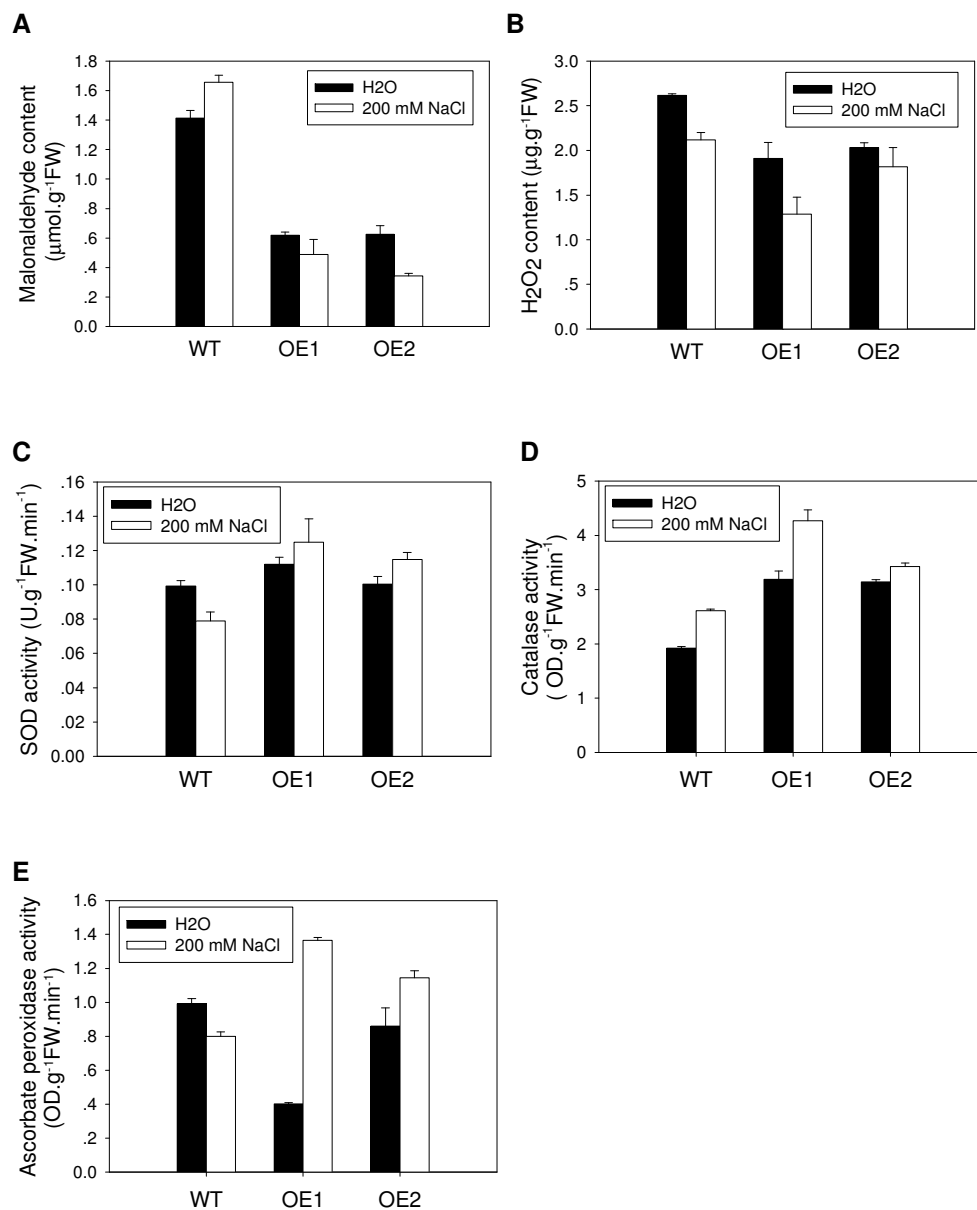 A
Malonaldehyde content
(μmol.g⁻¹FW)
1.8
1.6
1.4
1.2
1.0
.8
.6
.4
.2
0.0
H2O
200 mM NaCl
WT OE1 OE2
B
H₂O₂ content (μg.g⁻¹FW)
3.0
2.5
2.0
1.5
1.0
.5
0.0
H2O
200 mM NaCl
WT OE1 OE2
C
SOD activity (U.g⁻¹FW.min⁻¹)
.16
.14
.12
.10
.08
.06
.04
.02
0.00
H2O
200 mM NaCl
WT OE1 OE2
D
Catalase activity
( OD.g⁻¹FW.min⁻¹)
5
4
3
2
1
0
H2O
200 mM NaCl
WT OE1 OE2
E
Ascorbate peroxidase activity
(OD.g⁻¹FW.min⁻¹)
1.6
1.4
1.2
1.0
.8
.6
.4
.2
0.0
H2O
200 mM NaCl
WT OE1 OE2